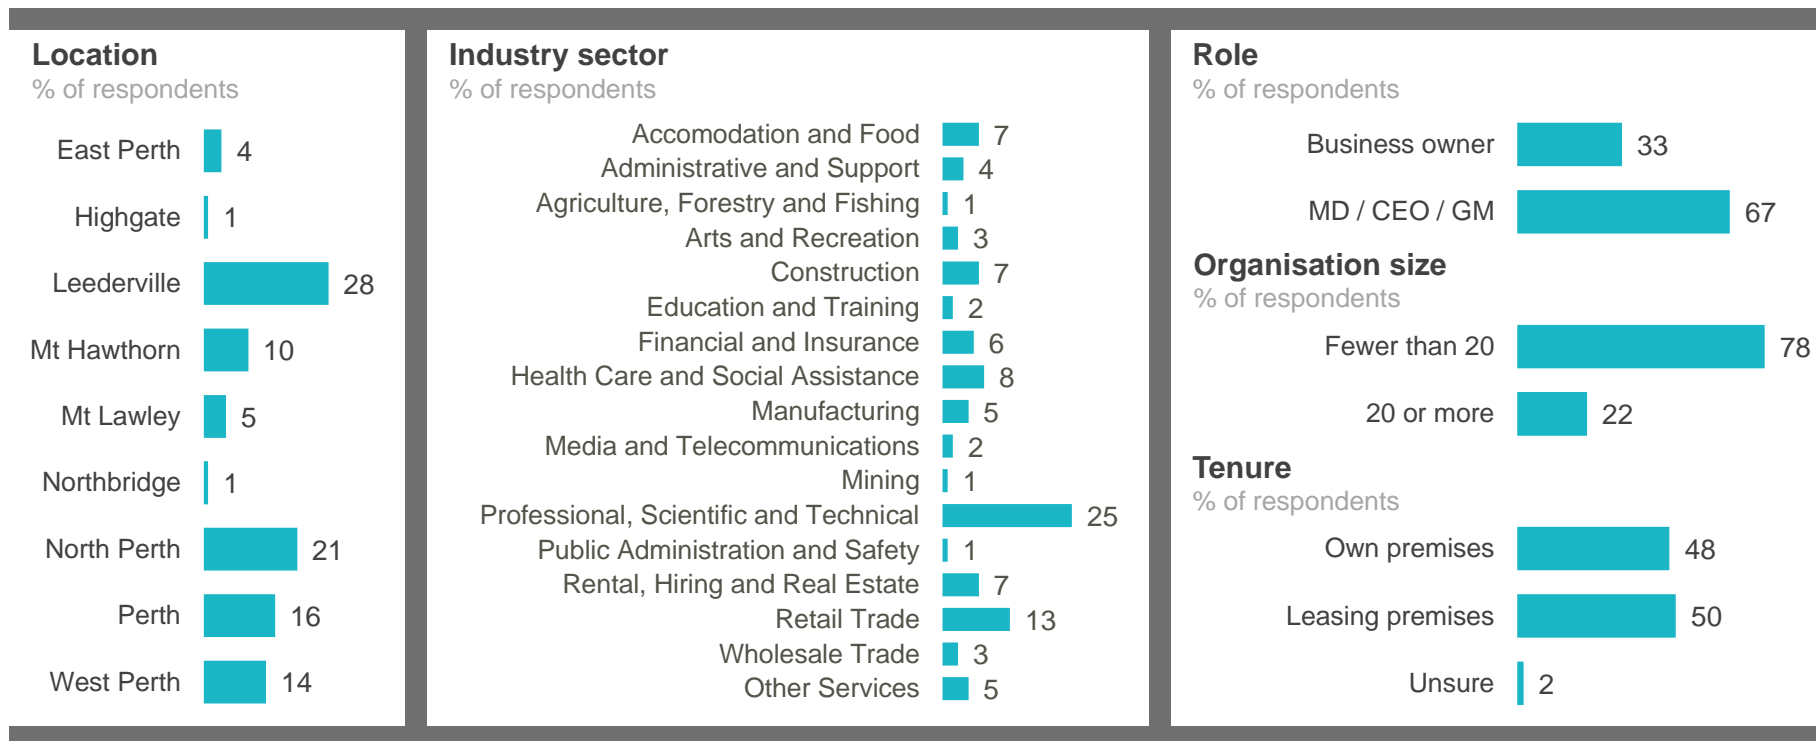 Location
% of respondents
East Perth 4
Highgate 1
Leederville 28
Mt Hawthorn 10
Mt Lawley 5
Northbridge 1
North Perth 21
Perth 16
West Perth 14
Industry sector
% of respondents
Accomodation and Food 7
Administrative and Support 4
Agriculture, Forestry and Fishing 1
Arts and Recreation 3
Construction 7
Education and Training 2
Financial and Insurance 6
Health Care and Social Assistance 8
Manufacturing 5
Media and Telecommunications 2
Mining 1
Professional, Scientific and Technical 25
Public Administration and Safety 1
Rental, Hiring and Real Estate 7
Retail Trade 13
Wholesale Trade 3
Other Services 5
Role
% of respondents
Business owner 33
MD / CEO / GM 67
Organisation size
% of respondents
Fewer than 20 78
20 or more 22
Tenure
% of respondents
Own premises 48
Leasing premises 50
Unsure 2